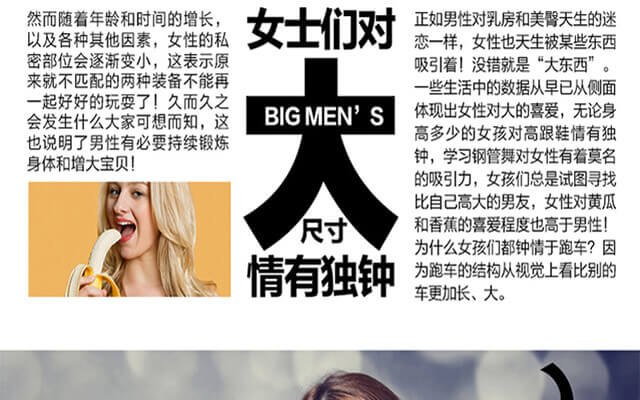 然而随着年龄和时间的增长,
以及各种其他因素，女性的私
密部位会逐渐变小，这表示原
来就不匹配的两种装备不能再
一起好好的玩耍了！久而久之
会发生什么大家可想而知，这
也说明了男性有必要持续锻炼
身体和增大宝贝！
女士们对
大
BIG MEN'S
尺寸
情有独钟
正如男性对乳房和美臀天生的迷
恋一样，女性也天生被某些东西
吸引着！没错就是“大东西”。
一些生活中的数据从早已从侧面
体现出女性对大的喜爱，无论身
高多少的女孩对高跟鞋情有独
钟，学习钢管舞对女性有着莫名
的吸引力，女孩们总是试图寻找
比自己高大的男友，女性对黄瓜
和香蕉的喜爱程度也高于男性！
为什么女孩们都钟情于跑车？因
为跑车的结构从视觉上看比别的
车更加长、大。